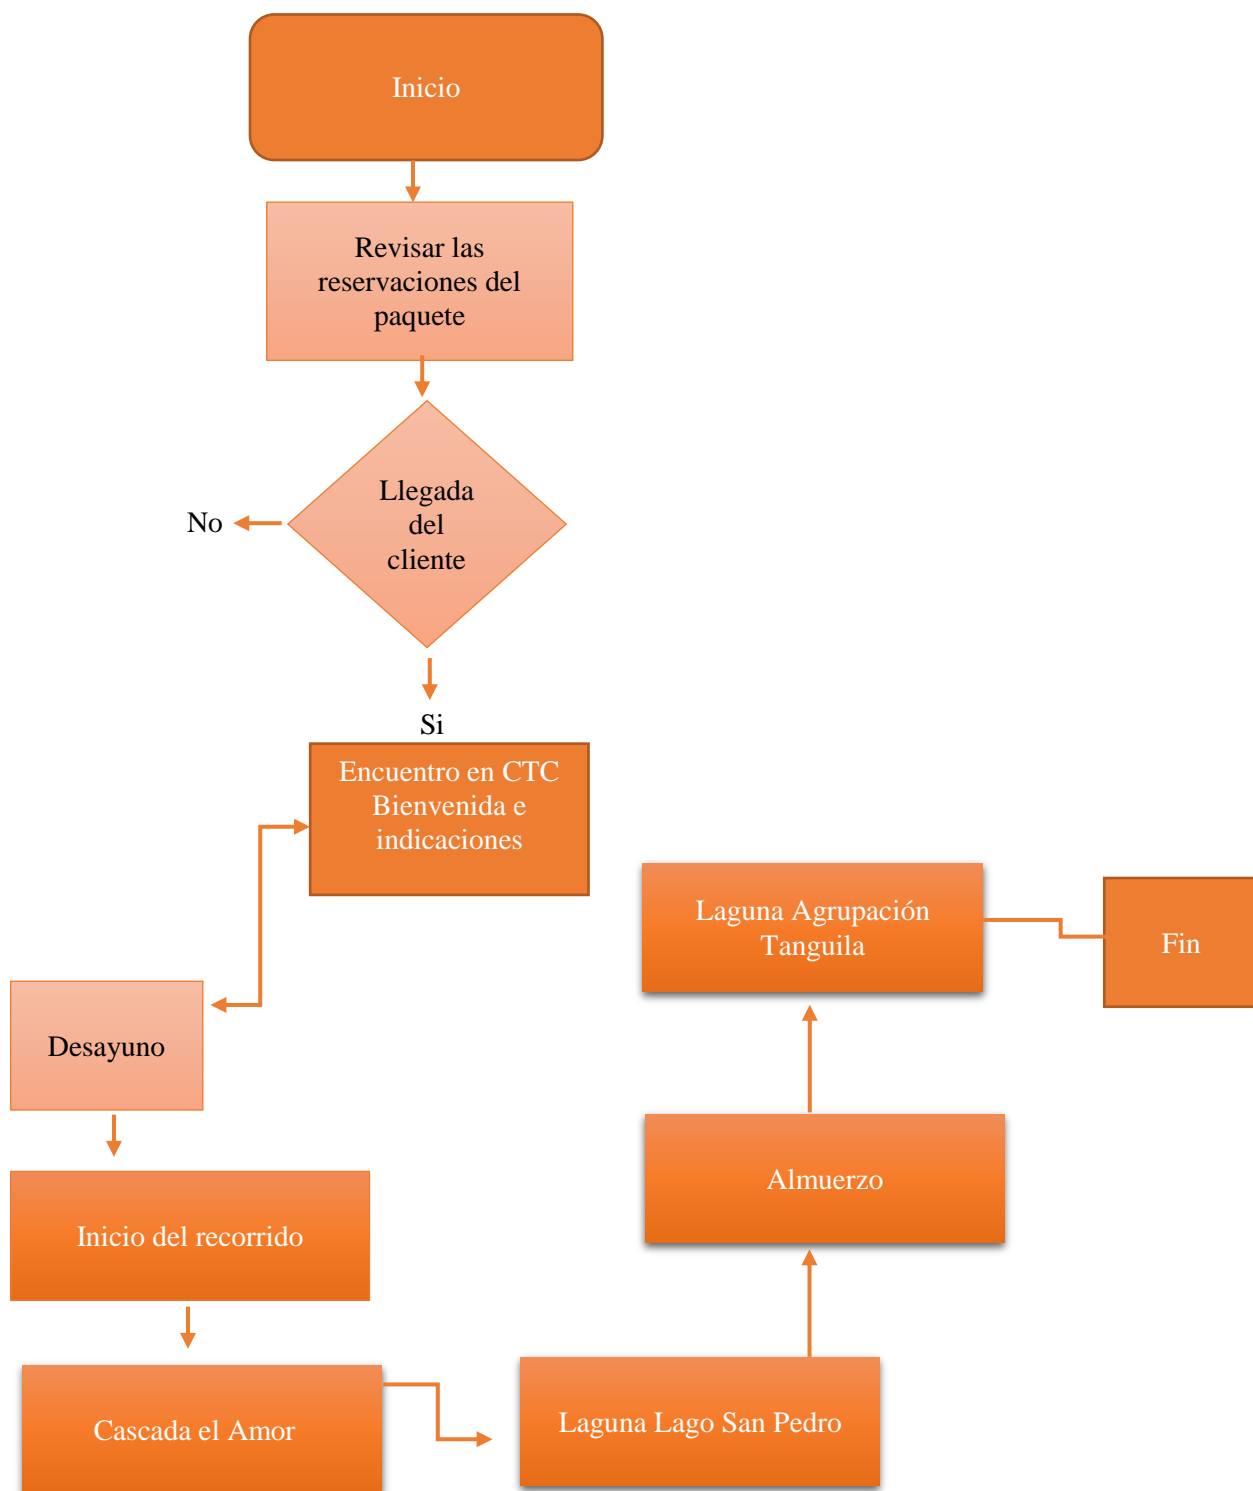 Inicio
Revisar las
reservaciones del
paquete
Llegada
del
cliente
No
Si
Encuentro en CTC
Bienvenida e
indicaciones
Desayuno
Inicio del recorrido
Cascada el Amor
Laguna Lago San Pedro
Almuerzo
Laguna Agrupación
Tanguila
Fin